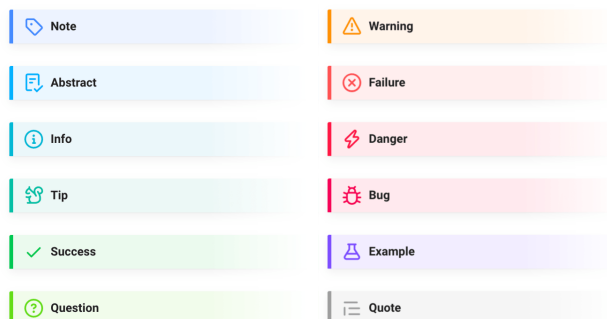 Note
Warning
Abstract
Failure
Info
Danger
Tip
Bug
Success
Example
Question
Quote